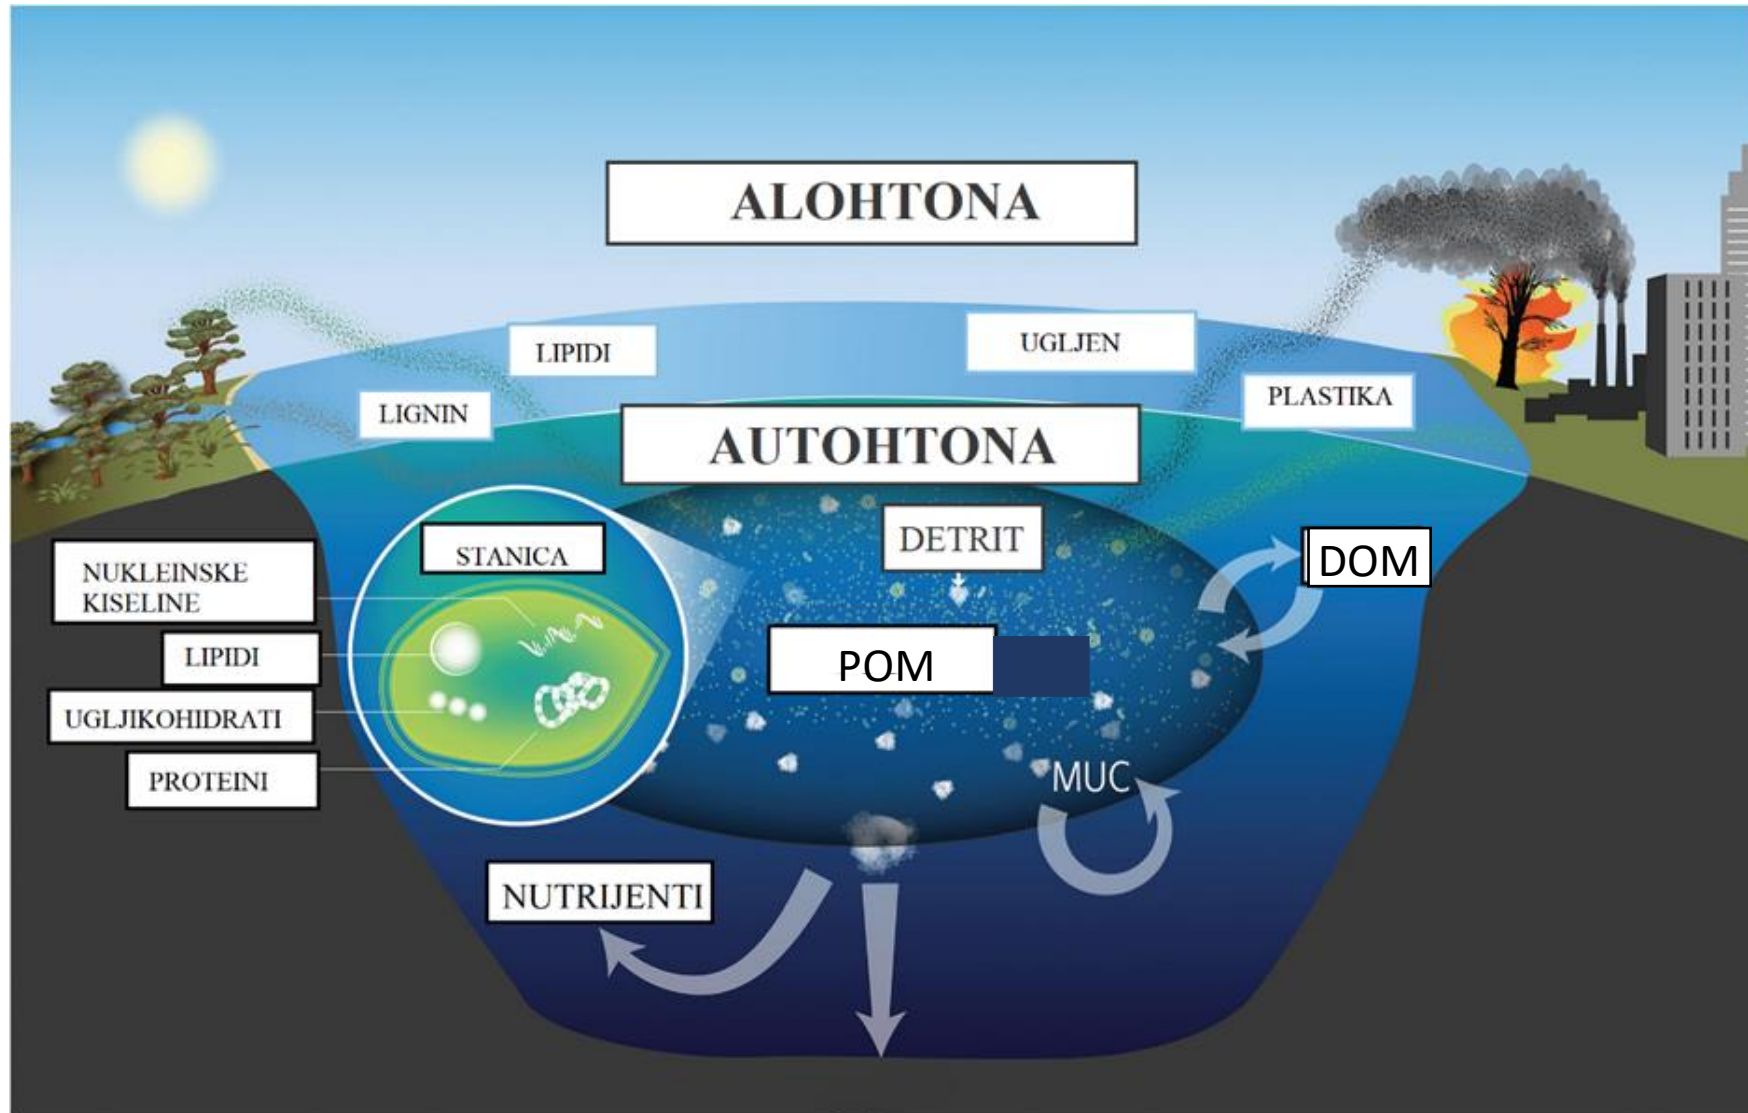 ALOHTONA
LIPIDI
UGLJEN
LIGNIN
PLASTIKA
AUTOHTONA
STANICA
DETRIT
DOM
NUKLEINSKE
KISELINE
LIPIDI
POM
UGLJIKOHIDRATI
PROTEINI
MUC
NUTRIJENTI